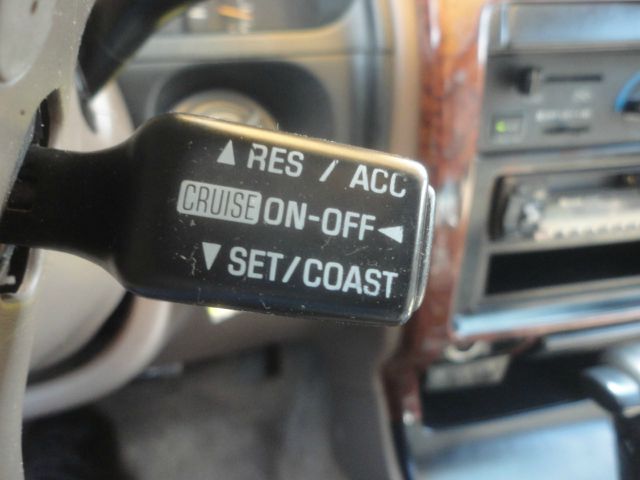 ▲ RES / ACC
CRUISE ON-OFF ◄
▼ SET/COAST